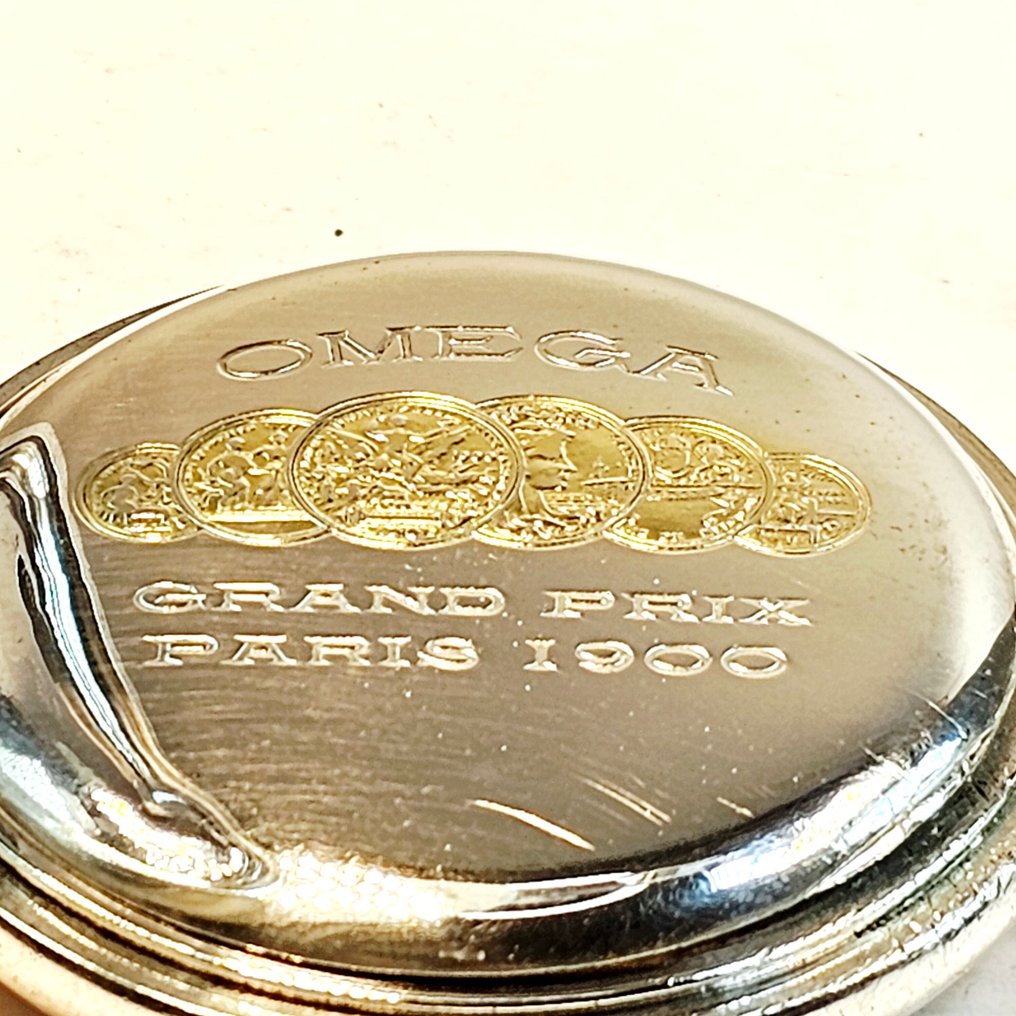 OMEGA
GRAND PRIX
PARIS 1900